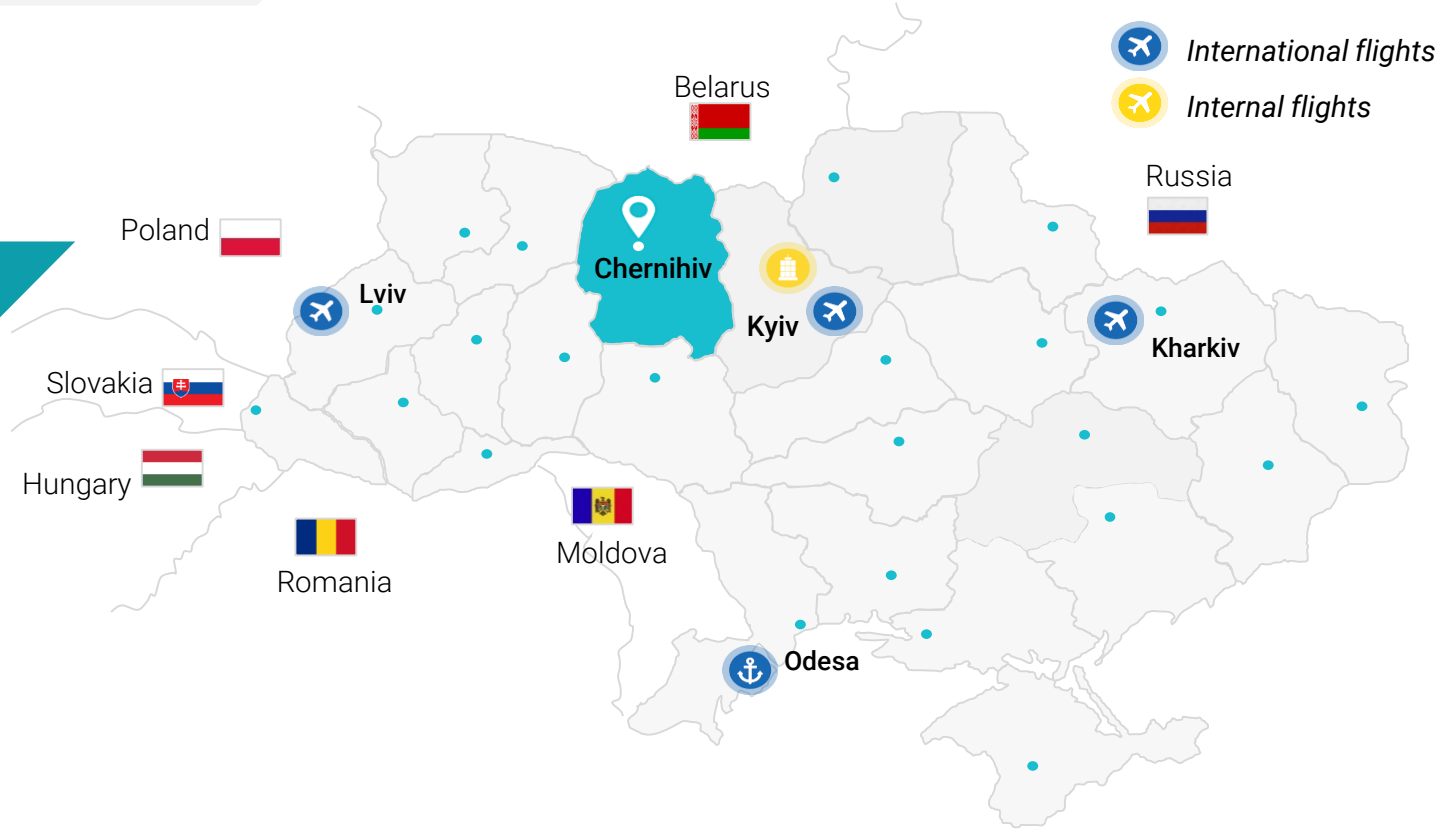 International flights
Internal flights
Belarus
Russia
Poland
Chernihiv
Lviv
Kyiv
Kharkiv
Slovakia
Hungary
Moldova
Romania
Odesa